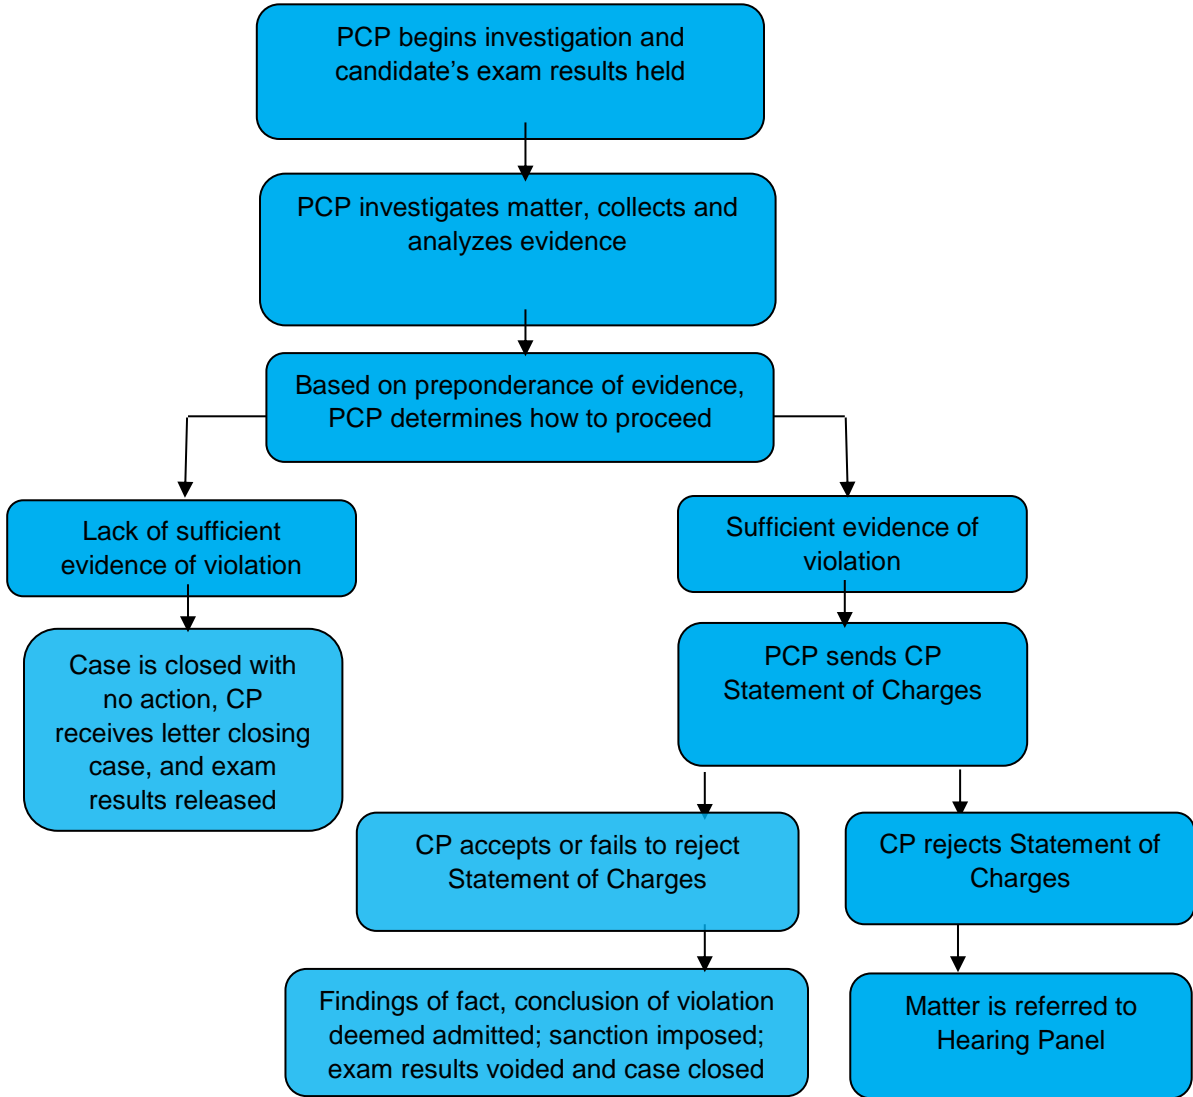 PCP begins investigation and
candidate’s exam results held
PCP investigates matter, collects and
analyzes evidence
Based on preponderance of evidence,
PCP determines how to proceed
Lack of sufficient
evidence of violation
Sufficient evidence of
violation
Case is closed with
no action, CP
receives letter closing
case, and exam
results released
PCP sends CP
Statement of Charges
CP accepts or fails to reject
Statement of Charges
CP rejects Statement of
Charges
Findings of fact, conclusion of violation
deemed admitted; sanction imposed;
exam results voided and case closed
Matter is referred to
Hearing Panel